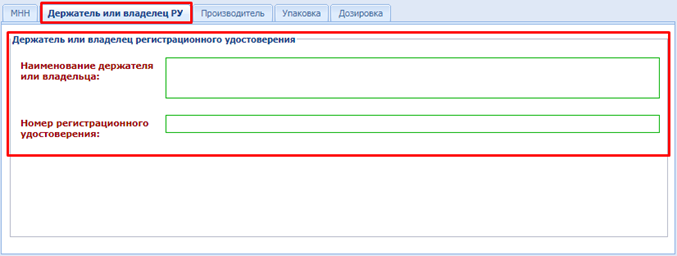 МНН Держатель или владелец РУ Производитель Упаковка Дозировка
Держатель или владелец регистрационного удостоверения
Наименование держателя
или владельца:
Номер регистрационного
удостоверения: